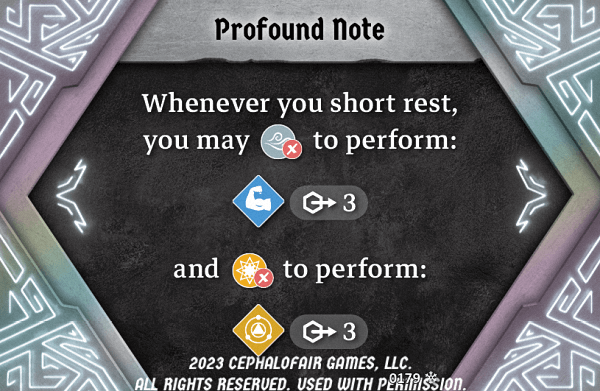 Profound Note
Whenever you short rest,
you may to perform:
3
and to perform:
3
2023 CEPHALOFAIR GAMES, LLC.
0179
ALL RIGHTS RESERVED. USED WITH PERMISSION.